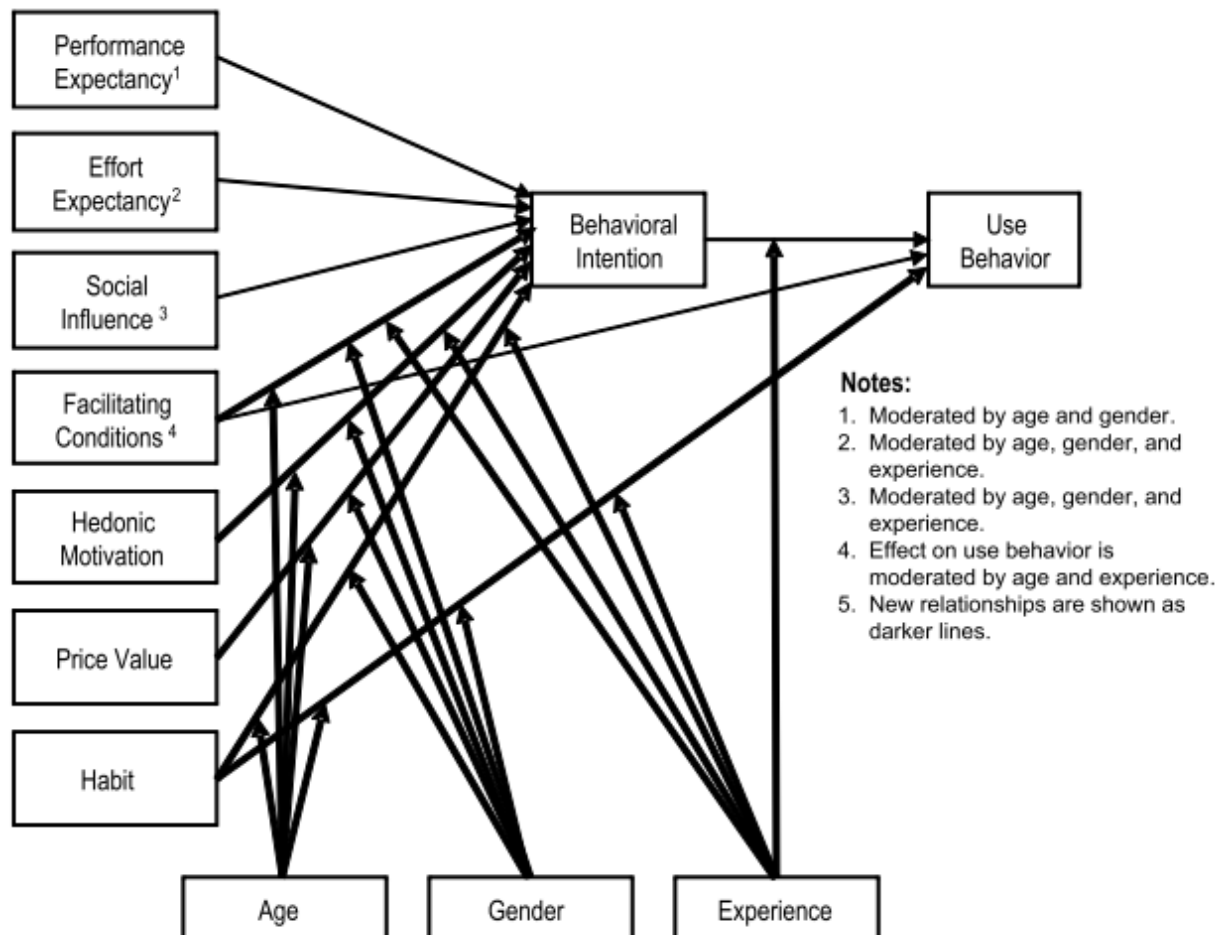 Performance
Expectancy1
Effort
Expectancy2
Social
Influence 3
Facilitating
Conditions 4
Hedonic
Motivation
Price Value
Habit
Behavioral
Intention
Use
Behavior
Notes:
1. Moderated by age and gender.
2. Moderated by age, gender, and
experience.
3. Moderated by age, gender, and
experience.
4. Effect on use behavior is
moderated by age and experience.
5. New relationships are shown as
darker lines.
Age
Gender
Experience